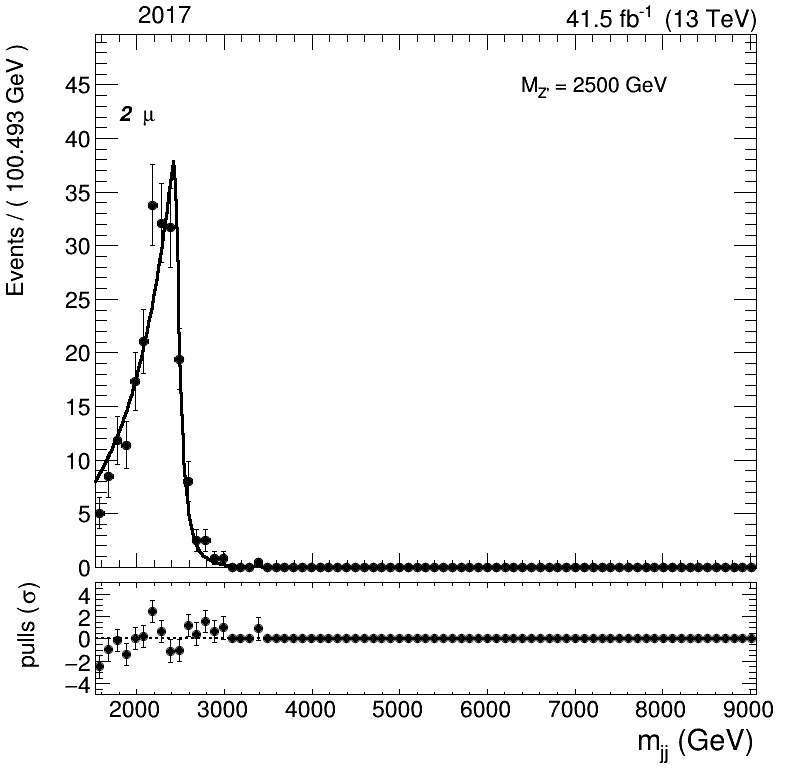 2017 41.5 fb⁻¹ (13 TeV)
Events / ( 100.493 GeV )
M_Z' = 2500 GeV
2 μ
45
40
35
30
25
20
15
10
5
0
pulls (σ)
4
2
0
−2
−4
2000 3000 4000 5000 6000 7000 8000 9000
m_jj (GeV)